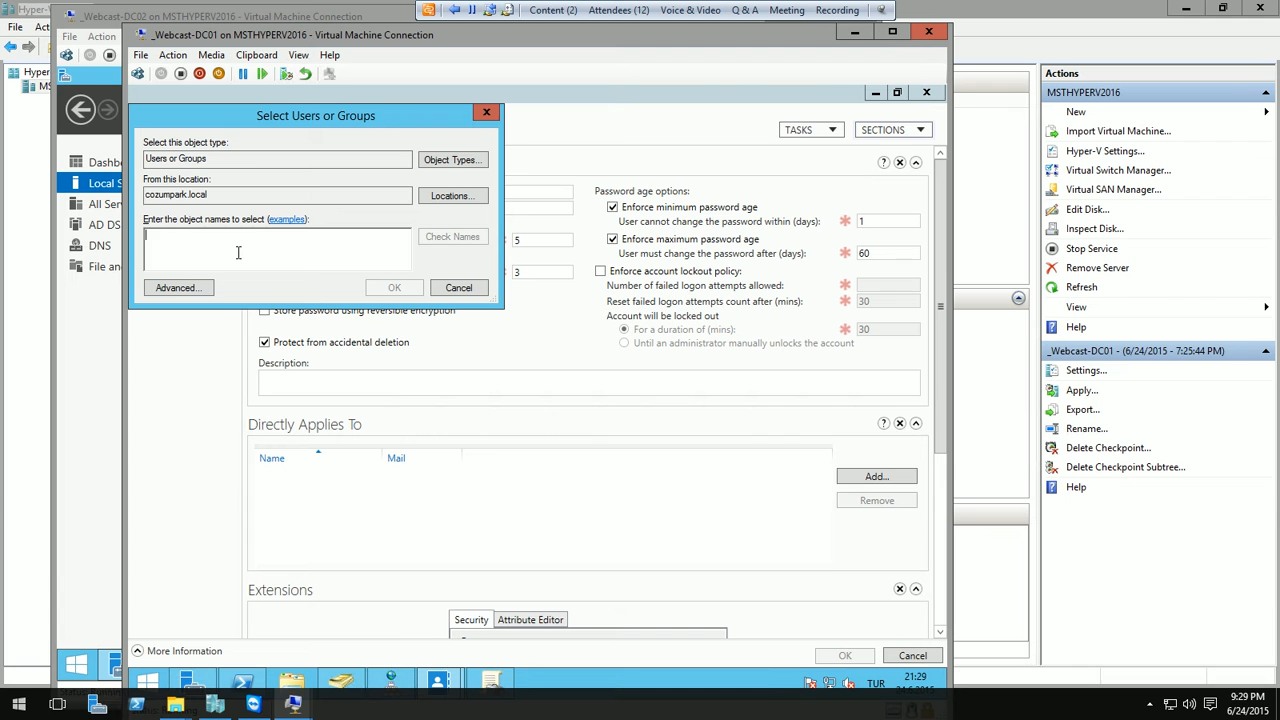 Hyper-V
_Webcast-DC02 on MSTHYPERV2016 - Virtual Machine Connection
Content (2)
Attendees (12)
Voice & Video
Q & A
Meeting
Recording
File
Action
File
Action
_Webcast-DC01 on MSTHYPERV2016 - Virtual Machine Connection
File
Action
Media
Clipboard
View
Help
Hyper
MS
Dashbo
Local S
All Serv
AD DS
DNS
File and
Select Users or Groups
Select this object type:
Users or Groups
Object Types...
From this location:
cozumpark.local
Locations...
Enter the object names to select (examples):
Check Names
Advanced...
OK
Cancel
TASKS
SECTIONS
5
3
Store password using reversible encryption
Protect from accidental deletion
Description:
Password age options:
Enforce minimum password age
User cannot change the password within (days):
1
Enforce maximum password age
User must change the password after (days):
60
Enforce account lockout policy:
Number of failed logon attempts allowed:
Reset failed logon attempts count after (mins):
30
Account will be locked out
For a duration of (mins):
30
Until an administrator manually unlocks the account
Directly Applies To
Name
Mail
Add...
Remove
Extensions
Security
Attribute Editor
More Information
OK
Cancel
TUR
21:29
Actions
MSTHYPERV2016
New
Import Virtual Machine...
Hyper-V Settings...
Virtual Switch Manager...
Virtual SAN Manager...
Edit Disk...
Inspect Disk...
Stop Service
Remove Server
Refresh
View
Help
_Webcast-DC01 - (6/24/2015 - 7:25:44 PM)
Settings...
Apply...
Export...
Rename...
Delete Checkpoint...
Delete Checkpoint Subtree...
Help
9:29 PM
6/24/2015